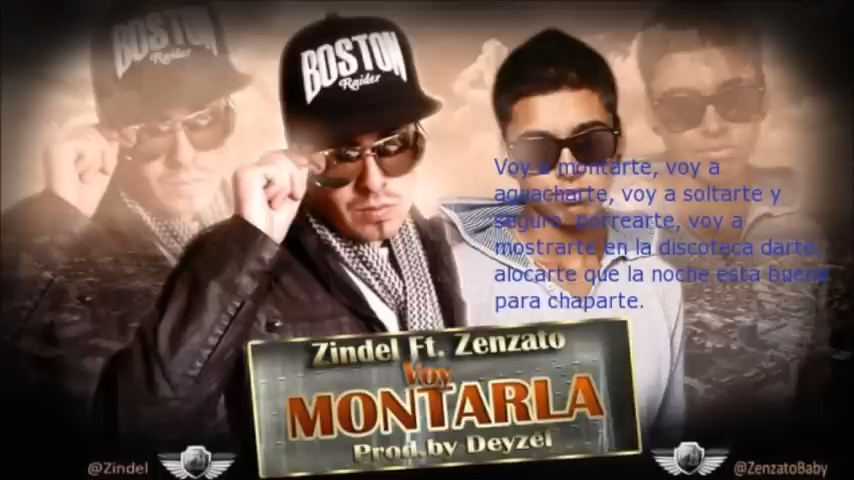 BOSTON
Raider
BOSTON
Raider
Voy a montarte, voy a
aguacharte, voy a soltarte y
seguro, perrearte, voy a
mostrarte en la discoteca darte,
alocarte que la noche esta buena
para chaparte.
Zindel Ft. Zenzato
Voy
MONTARLA
Prod.by Deyzel
@Zindel
@ZenzatoBaby